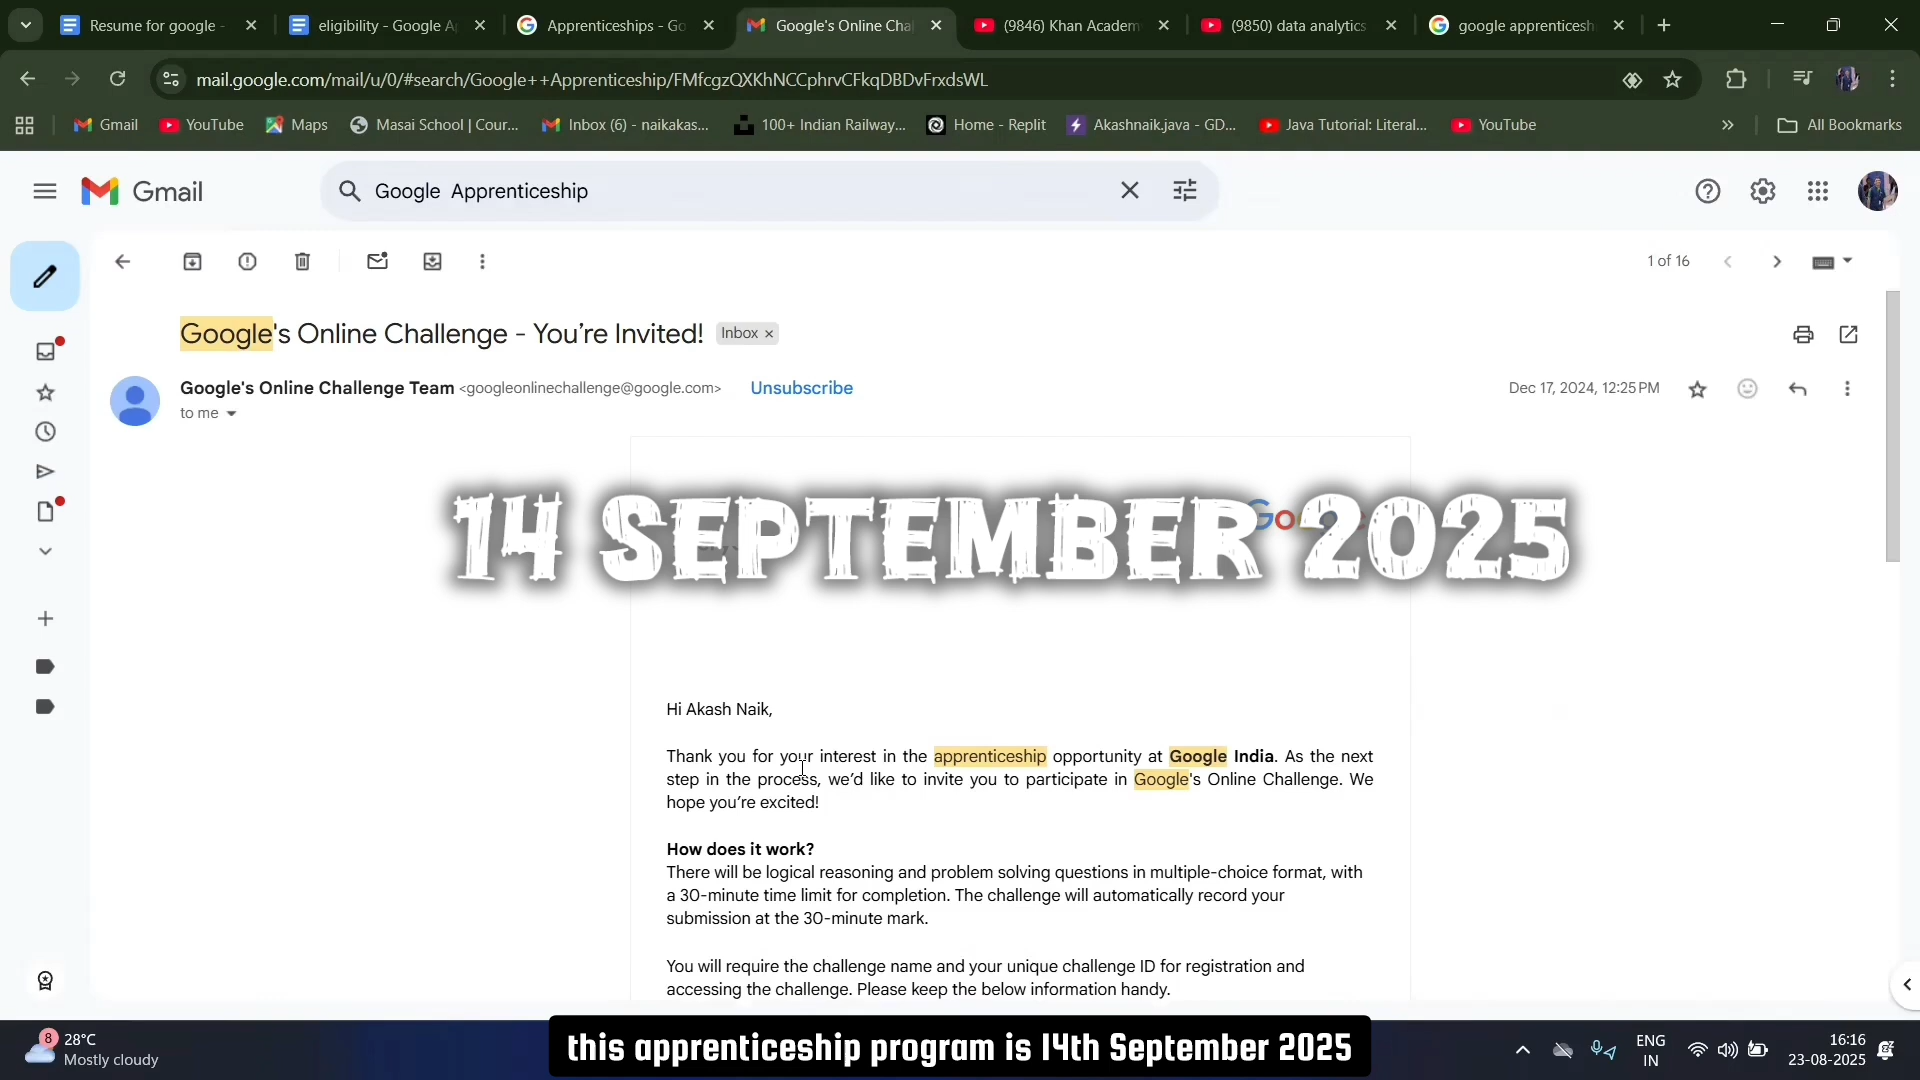 Resume for google -
eligibility - Google A
Apprenticeships - Go
Google's Online Cha
(9846) Khan Academ
(9850) data analytics
google apprenticesh
mail.google.com/mail/u/0/#search/Google++Apprenticeship/FMfcgzQXKhNCCphrvCFkqDBDvFrxdsWL
Gmail
YouTube
Maps
Masai School | Cour...
Inbox (6) - naikakas...
100+ Indian Railway...
Home - Replit
Akashnaik.java - GD...
Java Tutorial: Literal...
YouTube
All Bookmarks
Gmail
Google Apprenticeship
1 of 16
Google's Online Challenge - You're Invited!
Inbox
Google's Online Challenge Team <googleonlinechallenge@google.com> Unsubscribe
Dec 17, 2024, 12:25 PM
to me
14 SEPTEMBER 2025
Hi Akash Naik,
Thank you for your interest in the apprenticeship opportunity at Google India. As the next
step in the process, we'd like to invite you to participate in Google's Online Challenge. We
hope you're excited!
How does it work?
There will be logical reasoning and problem solving questions in multiple-choice format, with
a 30-minute time limit for completion. The challenge will automatically record your
submission at the 30-minute mark.
You will require the challenge name and your unique challenge ID for registration and
accessing the challenge. Please keep the below information handy.
this apprenticeship program is 14th September 2025
8
28°C
Mostly cloudy
ENG
IN
16:16
23-08-2025